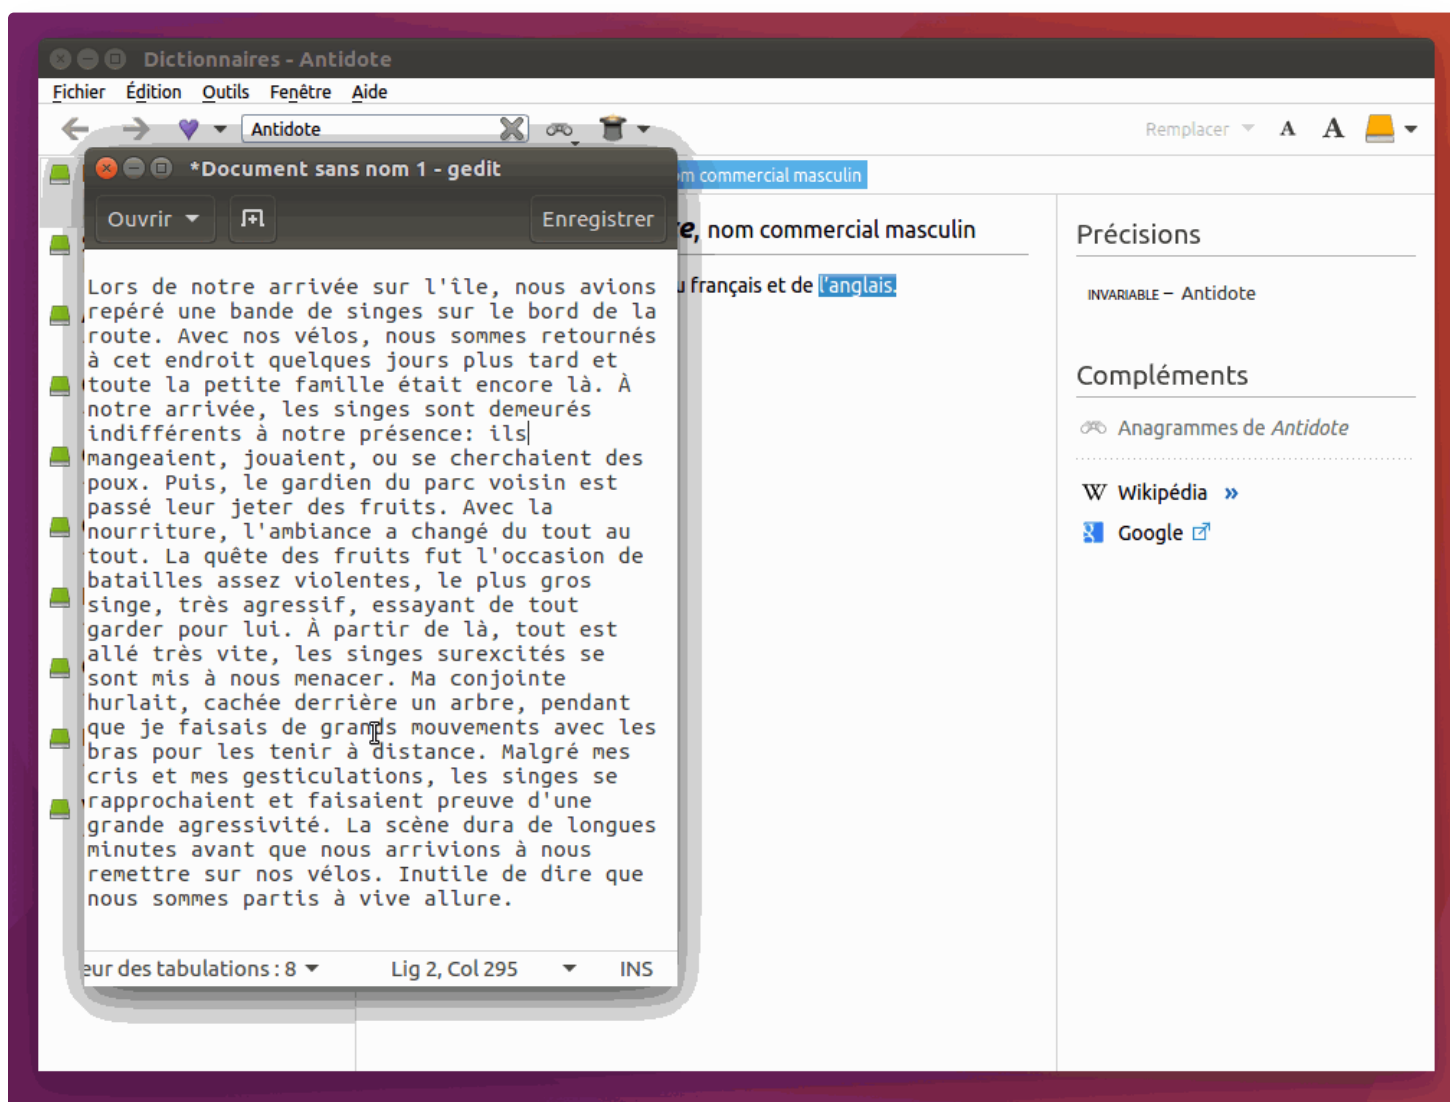 Dictionnaires - Antidote
Fichier Édition Outils Fenêtre Aide
Antidote
Remplacer A A
*Document sans nom 1 - gedit
nom commercial masculin
Ouvrir
Enregistrer
, nom commercial masculin
français et de l'anglais.
Lors de notre arrivée sur l'île, nous avions
repéré une bande de singes sur le bord de la
route. Avec nos vélos, nous sommes retournés
à cet endroit quelques jours plus tard et
toute la petite famille était encore là. À
notre arrivée, les singes sont demeurés
indifférents à notre présence: ils
mangeaient, jouaient, ou se cherchaient des
poux. Puis, le gardien du parc voisin est
passé leur jeter des fruits. Avec la
nourriture, l'ambiance a changé du tout au
tout. La quête des fruits fut l'occasion de
batailles assez violentes, le plus gros
singe, très agressif, essayant de tout
garder pour lui. À partir de là, tout est
allé très vite, les singes surexcités se
sont mis à nous menacer. Ma conjointe
hurlait, cachée derrière un arbre, pendant
que je faisais de grands mouvements avec les
bras pour les tenir à distance. Malgré mes
cris et mes gesticulations, les singes se
rapprochaient et faisaient preuve d'une
grande agressivité. La scène dura de longues
minutes avant que nous arrivions à nous
remettre sur nos vélos. Inutile de dire que
nous sommes partis à vive allure.
eur des tabulations : 8
Lig 2, Col 295
INS
Précisions
INVARIABLE – Antidote
Compléments
Anagrammes de Antidote
W Wikipédia »
Google